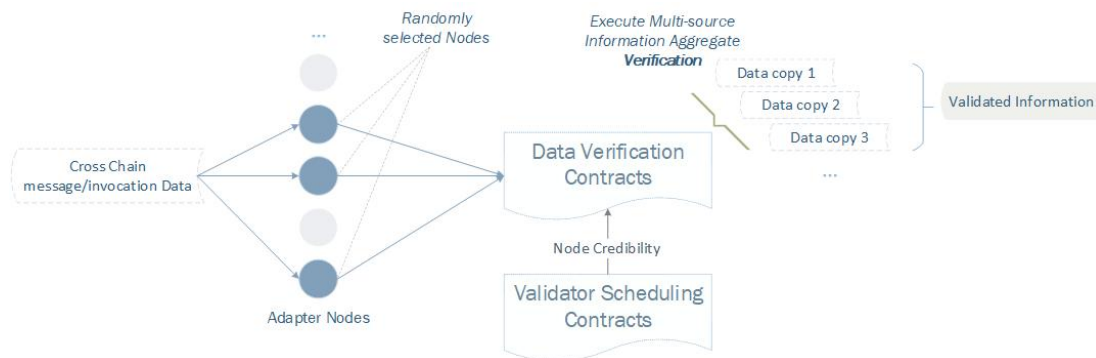 ...
Randomly
selected Nodes
Execute Multi-source
Information Aggregate
Verification
Data copy 1
Data copy 2
Data copy 3
...
Validated Information
Cross Chain
message/invocation Data
Data Verification
Contracts
Node Credibility
Validator Scheduling
Contracts
Adapter Nodes